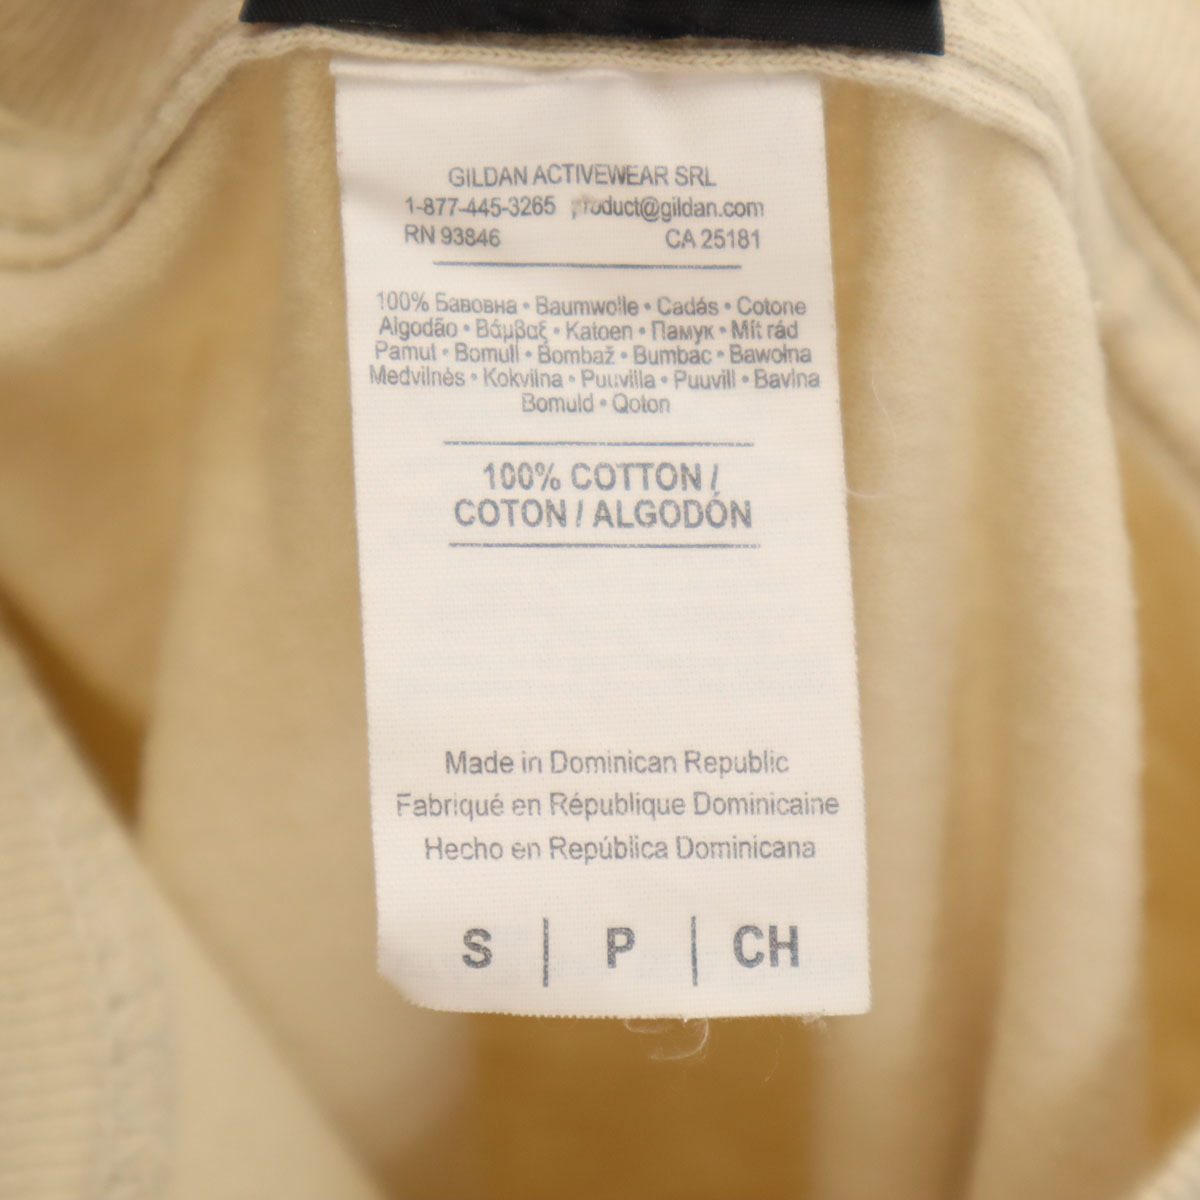 GILDAN ACTIVEWEAR SRL
1-877-445-3265 product@gildan.com
RN 93846 CA 25181
100% Бавовна • Baumwolle • Cadás • Cotone
Algodão • Βάμβαξ • Katoen • Памук • Mít rád
Pamut • Bomull • Bombaž • Bumbac • Bawołna
Medvilnės • Kokvilna • Puuvilla • Puuvill • Bavlna
Bomuld • Qoton
100% COTTON /
COTON / ALGODÓN
Made in Dominican Republic
Fabriqué en République Dominicaine
Hecho en República Dominicana
S | P | CH